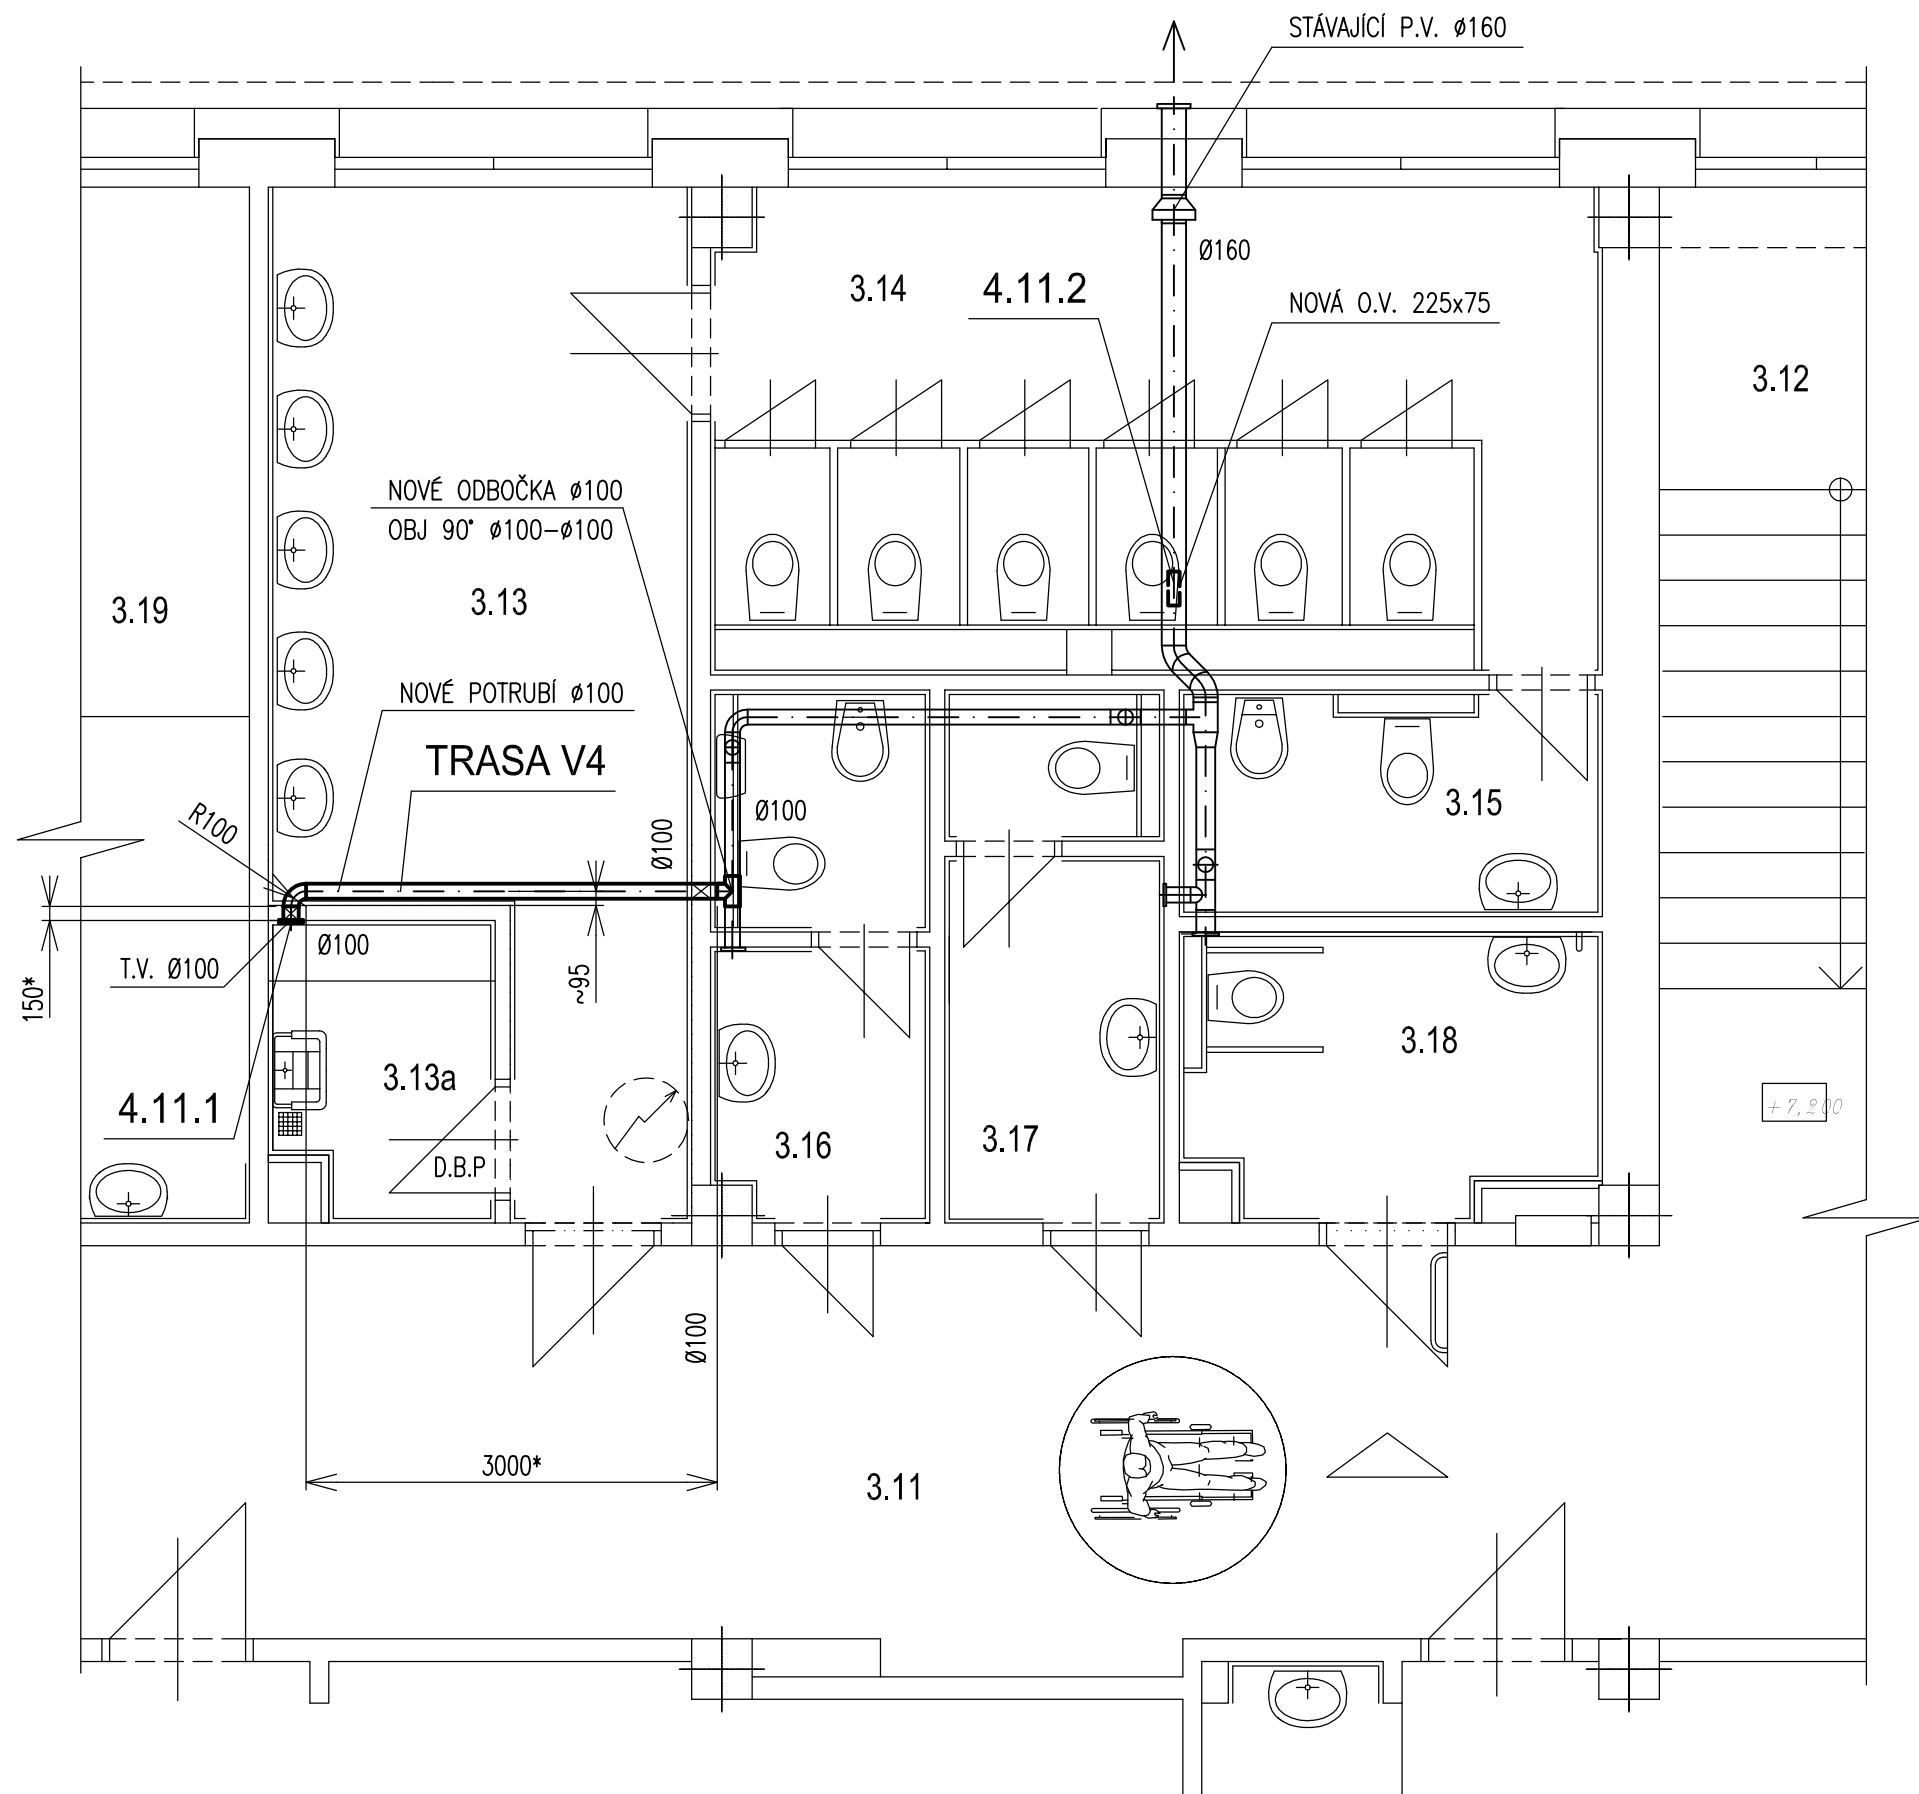 STÁVAJÍCÍ P.V. ø160
Ø160
3.14
4.11.2
NOVÁ O.V. 225x75
3.12
NOVÉ ODBOČKA ø100
OBJ 90° ø100-ø100
3.13
3.19
NOVÉ POTRUBÍ ø100
TRASA V4
R100
Ø100
Ø100
3.15
Ø100
T.V. Ø100
150*
~95
3.13a
4.11.1
D.B.P
3.16
3.17
3.18
+7,200
Ø100
3000*
3.11